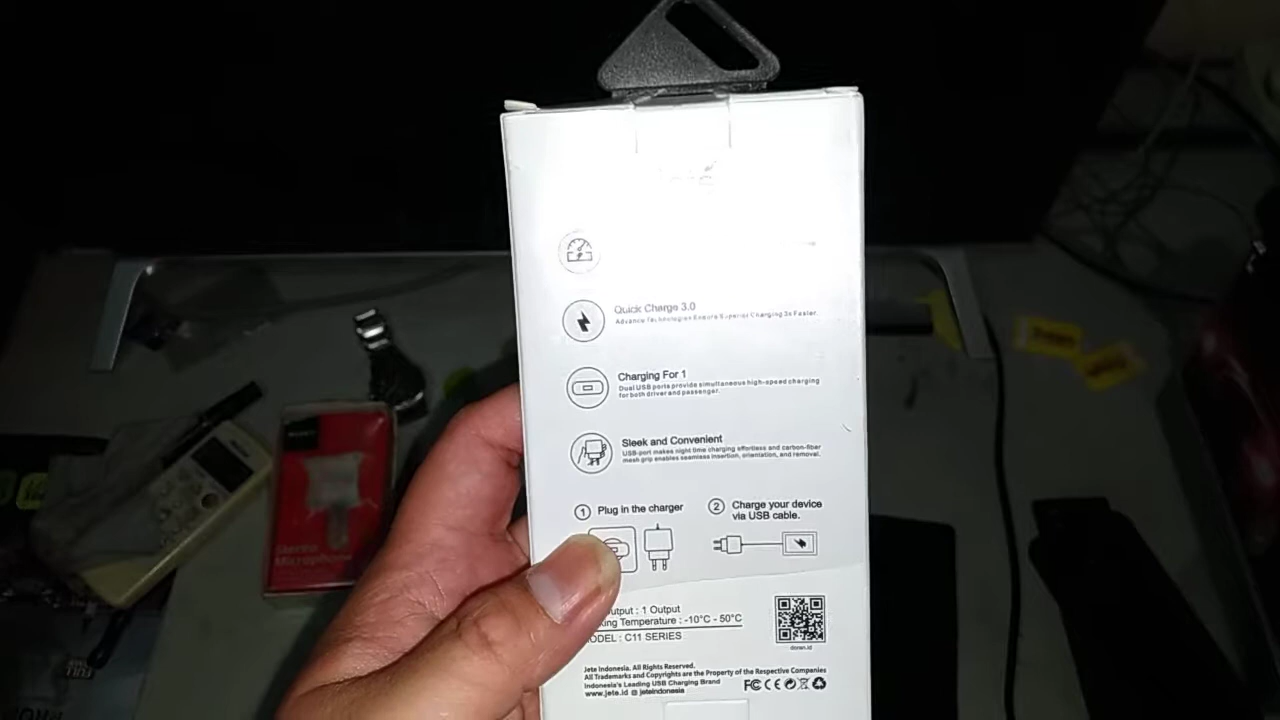 Quick Charge 3.0
Advance Technologies Ensure Superior Charging 3x Faster.
Charging For 1
Dual USB ports provide simultaneous high-speed charging
for both driver and passenger.
Sleek and Convenient
USB-port makes night time charging effortless and carbon-fiber
mesh grip enables seamless insertion, orientation, and removal.
1 Plug in the charger
2 Charge your device
via USB cable.
utput : 1 Output
king Temperature : -10°C - 50°C
ODEL : C11 SERIES
donan.id
Jete Indonesia. All Rights Reserved.
All Trademarks and Copyrights are the Property of the Respective Companies
Indonesia's Leading USB Charging Brand
www.jete.id @ jeteindonesia
FC CE
Stereo
Microphone